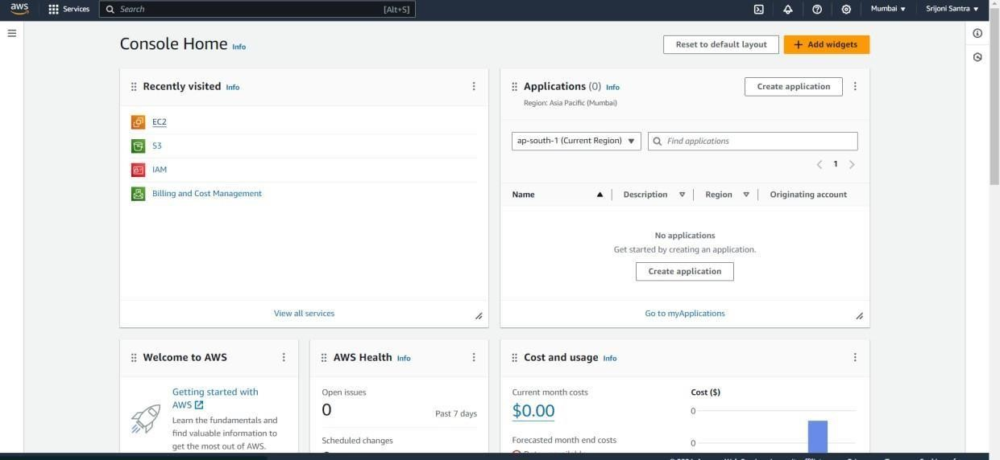 aws
Services
Search
[Alt+S]
Mumbai
Srijoni Santra
Console Home Info
Reset to default layout
Add widgets
Recently visited Info
EC2
S3
IAM
Billing and Cost Management
View all services
Applications (0) Info
Region: Asia Pacific (Mumbai)
Create application
ap-south-1 (Current Region)
Find applications
1
Name Description Region Originating account
No applications
Get started by creating an application.
Create application
Go to myApplications
Welcome to AWS
Getting started with
AWS
Learn the fundamentals and
find valuable information to
get the most out of AWS.
AWS Health Info
Open issues
0
Past 7 days
Scheduled changes
Cost and usage Info
Current month costs
$0.00
Forecasted month end costs
Cost ($)
0
0